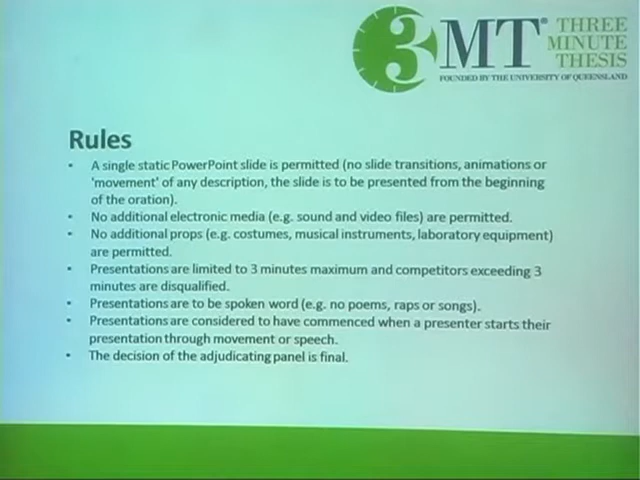 3MT® THREE
MINUTE
THESIS
FOUNDED BY THE UNIVERSITY OF QUEENSLAND
Rules
• A single static PowerPoint slide is permitted (no slide transitions, animations or
'movement' of any description, the slide is to be presented from the beginning
of the oration).
• No additional electronic media (e.g. sound and video files) are permitted.
• No additional props (e.g. costumes, musical instruments, laboratory equipment)
are permitted.
• Presentations are limited to 3 minutes maximum and competitors exceeding 3
minutes are disqualified.
• Presentations are to be spoken word (e.g. no poems, raps or songs).
• Presentations are considered to have commenced when a presenter starts their
presentation through movement or speech.
• The decision of the adjudicating panel is final.